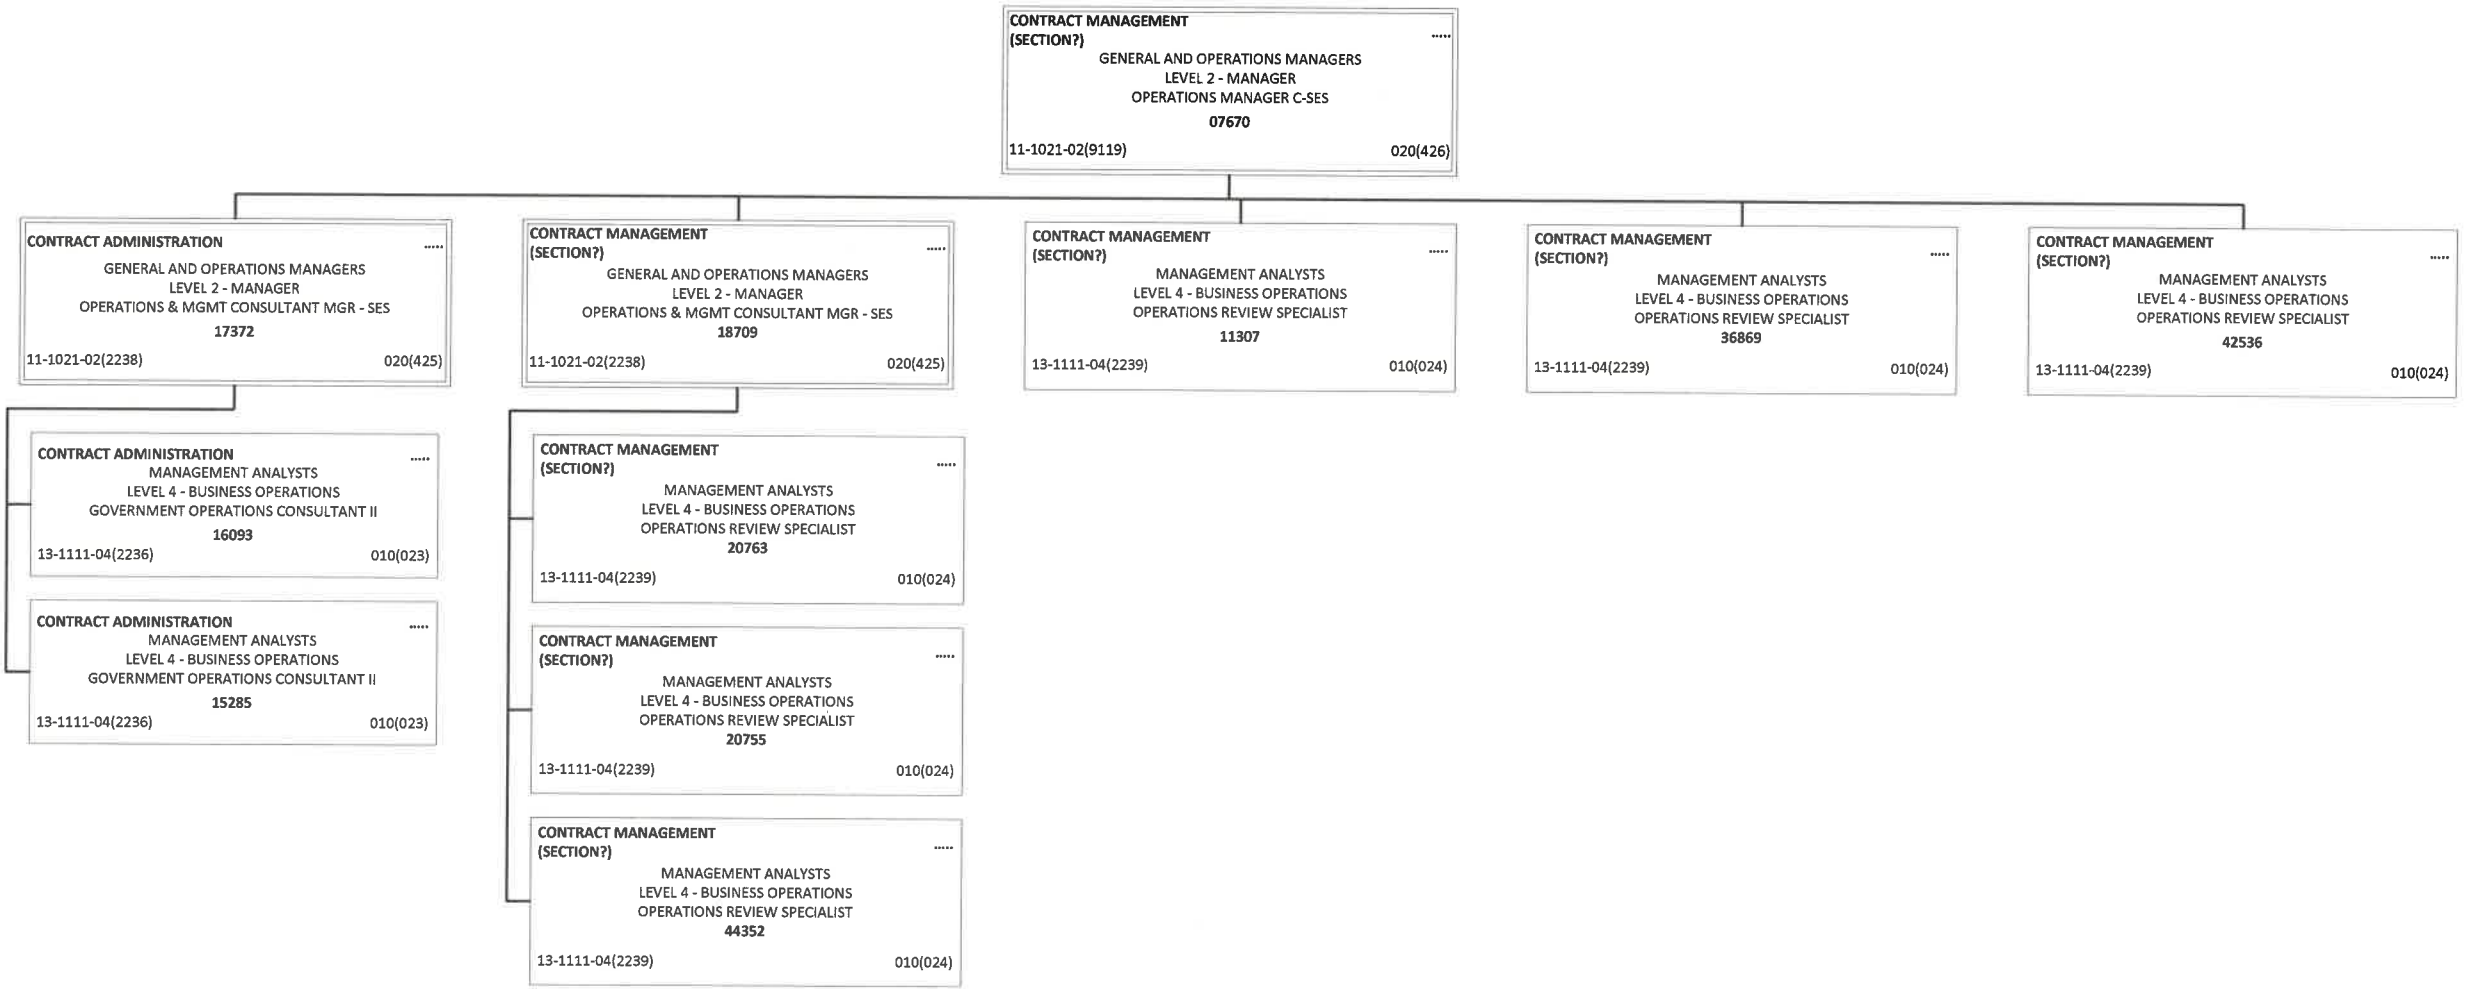 CONTRACT MANAGEMENT
(SECTION?)
.....
GENERAL AND OPERATIONS MANAGERS
LEVEL 2 - MANAGER
OPERATIONS MANAGER C-SES
07670
11-1021-02(9119) 020(426)
CONTRACT ADMINISTRATION
.....
GENERAL AND OPERATIONS MANAGERS
LEVEL 2 - MANAGER
OPERATIONS & MGMT CONSULTANT MGR - SES
17372
11-1021-02(2238) 020(425)
CONTRACT MANAGEMENT
(SECTION?)
.....
GENERAL AND OPERATIONS MANAGERS
LEVEL 2 - MANAGER
OPERATIONS & MGMT CONSULTANT MGR - SES
18709
11-1021-02(2238) 020(425)
CONTRACT MANAGEMENT
(SECTION?)
.....
MANAGEMENT ANALYSTS
LEVEL 4 - BUSINESS OPERATIONS
OPERATIONS REVIEW SPECIALIST
11307
13-1111-04(2239) 010(024)
CONTRACT MANAGEMENT
(SECTION?)
.....
MANAGEMENT ANALYSTS
LEVEL 4 - BUSINESS OPERATIONS
OPERATIONS REVIEW SPECIALIST
36869
13-1111-04(2239) 010(024)
CONTRACT MANAGEMENT
(SECTION?)
.....
MANAGEMENT ANALYSTS
LEVEL 4 - BUSINESS OPERATIONS
OPERATIONS REVIEW SPECIALIST
42536
13-1111-04(2239) 010(024)
CONTRACT ADMINISTRATION
.....
MANAGEMENT ANALYSTS
LEVEL 4 - BUSINESS OPERATIONS
GOVERNMENT OPERATIONS CONSULTANT II
16093
13-1111-04(2236) 010(023)
CONTRACT ADMINISTRATION
.....
MANAGEMENT ANALYSTS
LEVEL 4 - BUSINESS OPERATIONS
GOVERNMENT OPERATIONS CONSULTANT II
15285
13-1111-04(2236) 010(023)
CONTRACT MANAGEMENT
(SECTION?)
.....
MANAGEMENT ANALYSTS
LEVEL 4 - BUSINESS OPERATIONS
OPERATIONS REVIEW SPECIALIST
20763
13-1111-04(2239) 010(024)
CONTRACT MANAGEMENT
(SECTION?)
.....
MANAGEMENT ANALYSTS
LEVEL 4 - BUSINESS OPERATIONS
OPERATIONS REVIEW SPECIALIST
20755
13-1111-04(2239) 010(024)
CONTRACT MANAGEMENT
(SECTION?)
.....
MANAGEMENT ANALYSTS
LEVEL 4 - BUSINESS OPERATIONS
OPERATIONS REVIEW SPECIALIST
44352
13-1111-04(2239) 010(024)